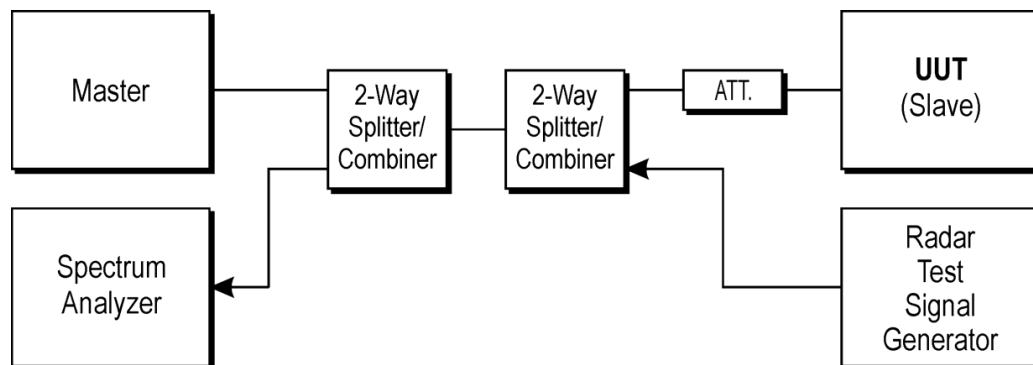 Master
2-Way
Splitter/
Combiner
2-Way
Splitter/
Combiner
ATT.
UUT
(Slave)
Spectrum
Analyzer
Radar
Test
Signal
Generator